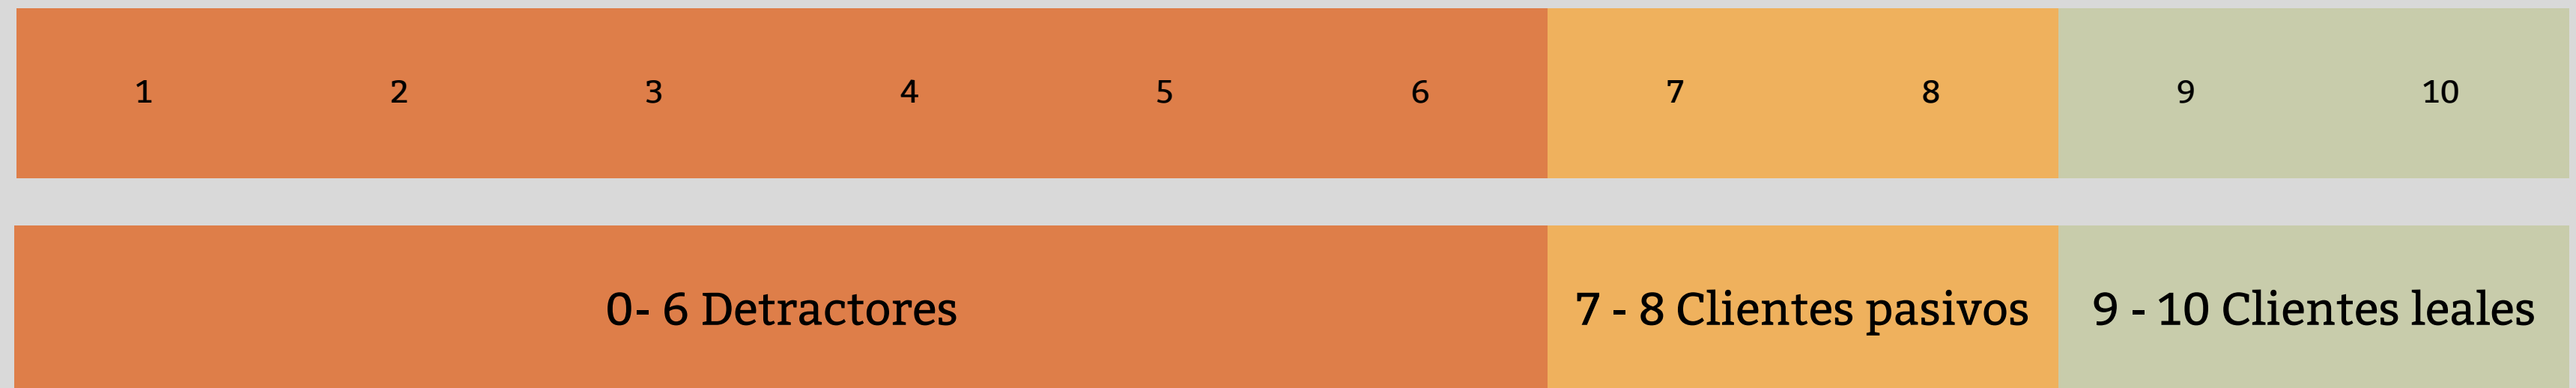 1 2 3 4 5 6 7 8 9 10
0- 6 Detractores 7 - 8 Clientes pasivos 9 - 10 Clientes leales